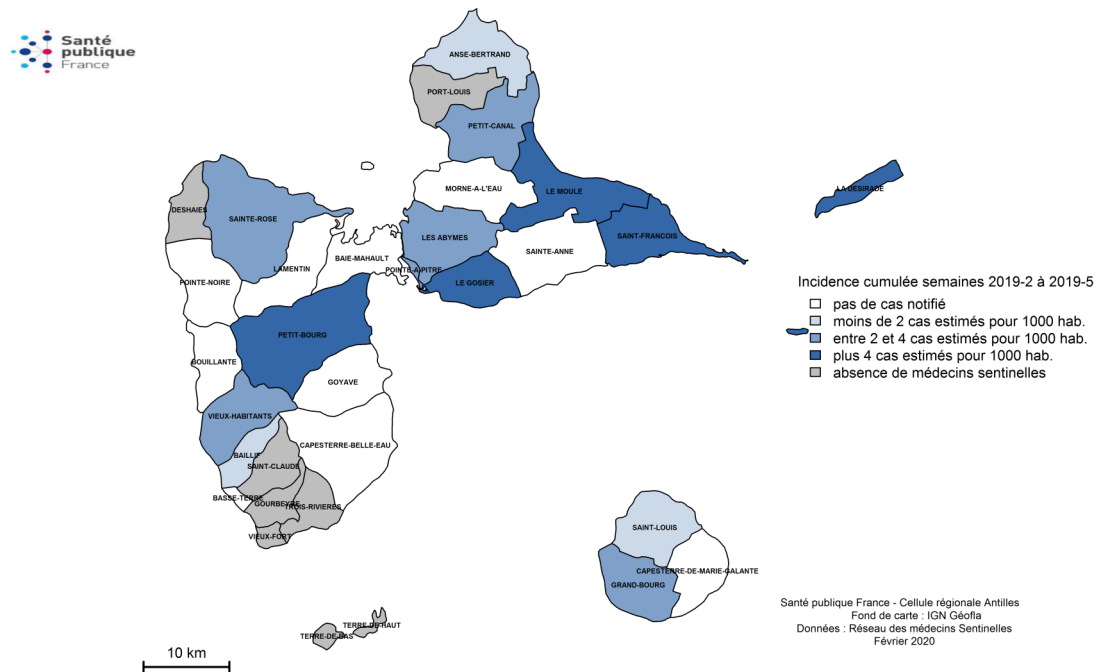 Santé
publique
France
ANSE-BERTRAND
PORT-LOUIS
PETIT-CANAL
MORNE-A-L'EAU
LE MOULE
LA DESIRADE
DESHAIES
SAINTE-ROSE
LES ABYMES
SAINT-FRANCOIS
SAINTE-ANNE
BAIE-MAHAULT
LAMENTIN
POINTE-A-PITRE
POINTE-NOIRE
LE GOSIER
Incidence cumulée semaines 2019-2 à 2019-5
pas de cas notifié
moins de 2 cas estimés pour 1000 hab.
entre 2 et 4 cas estimés pour 1000 hab.
plus 4 cas estimés pour 1000 hab.
absence de médecins sentinelles
PETIT-BOURG
BOUILLANTE
GOYAVE
VIEUX-HABITANTS
CAPESTERRE-BELLE-EAU
BAILLIF
SAINT-CLAUDE
BASSE-TERRE
GOURBEYRE
TROIS-RIVIERES
VIEUX-FORT
SAINT-LOUIS
CAPESTERRE-DE-MARIE-GALANTE
GRAND-BOURG
TERRE-DE-HAUT
TERRE-DE-BAS
Santé publique France - Cellule régionale Antilles
Fond de carte : IGN Géofla
Données : Réseau des médecins Sentinelles
Février 2020
10 km